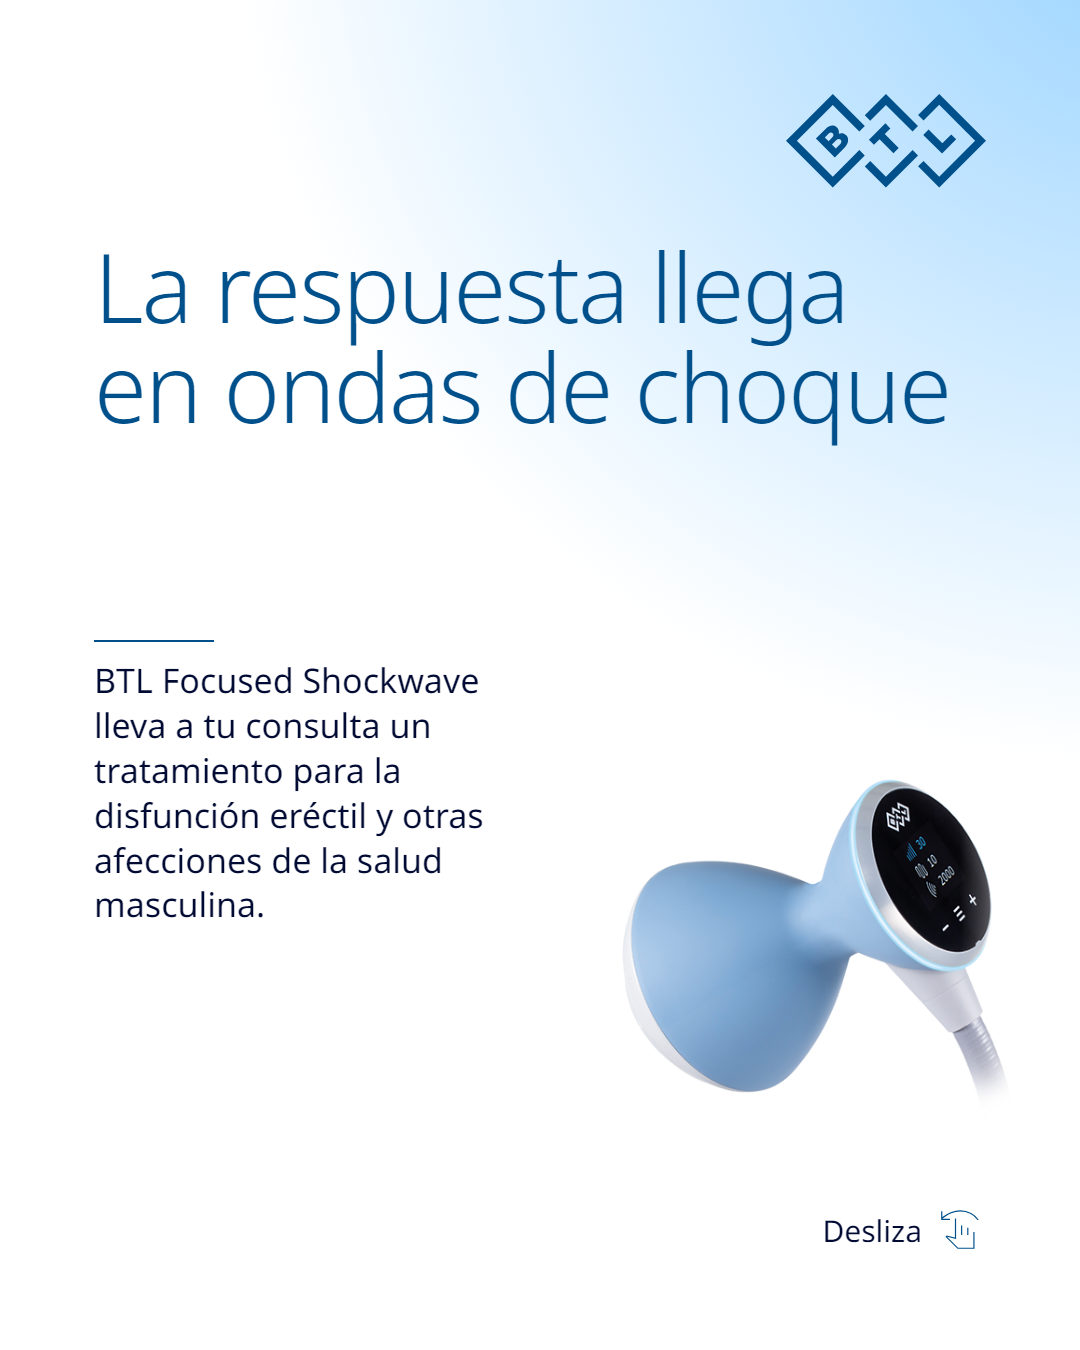 BTL
La respuesta llega
en ondas de choque
BTL Focused Shockwave
lleva a tu consulta un
tratamiento para la
disfunción eréctil y otras
afecciones de la salud
masculina.
BTL
30
10
2000
- +
Desliza